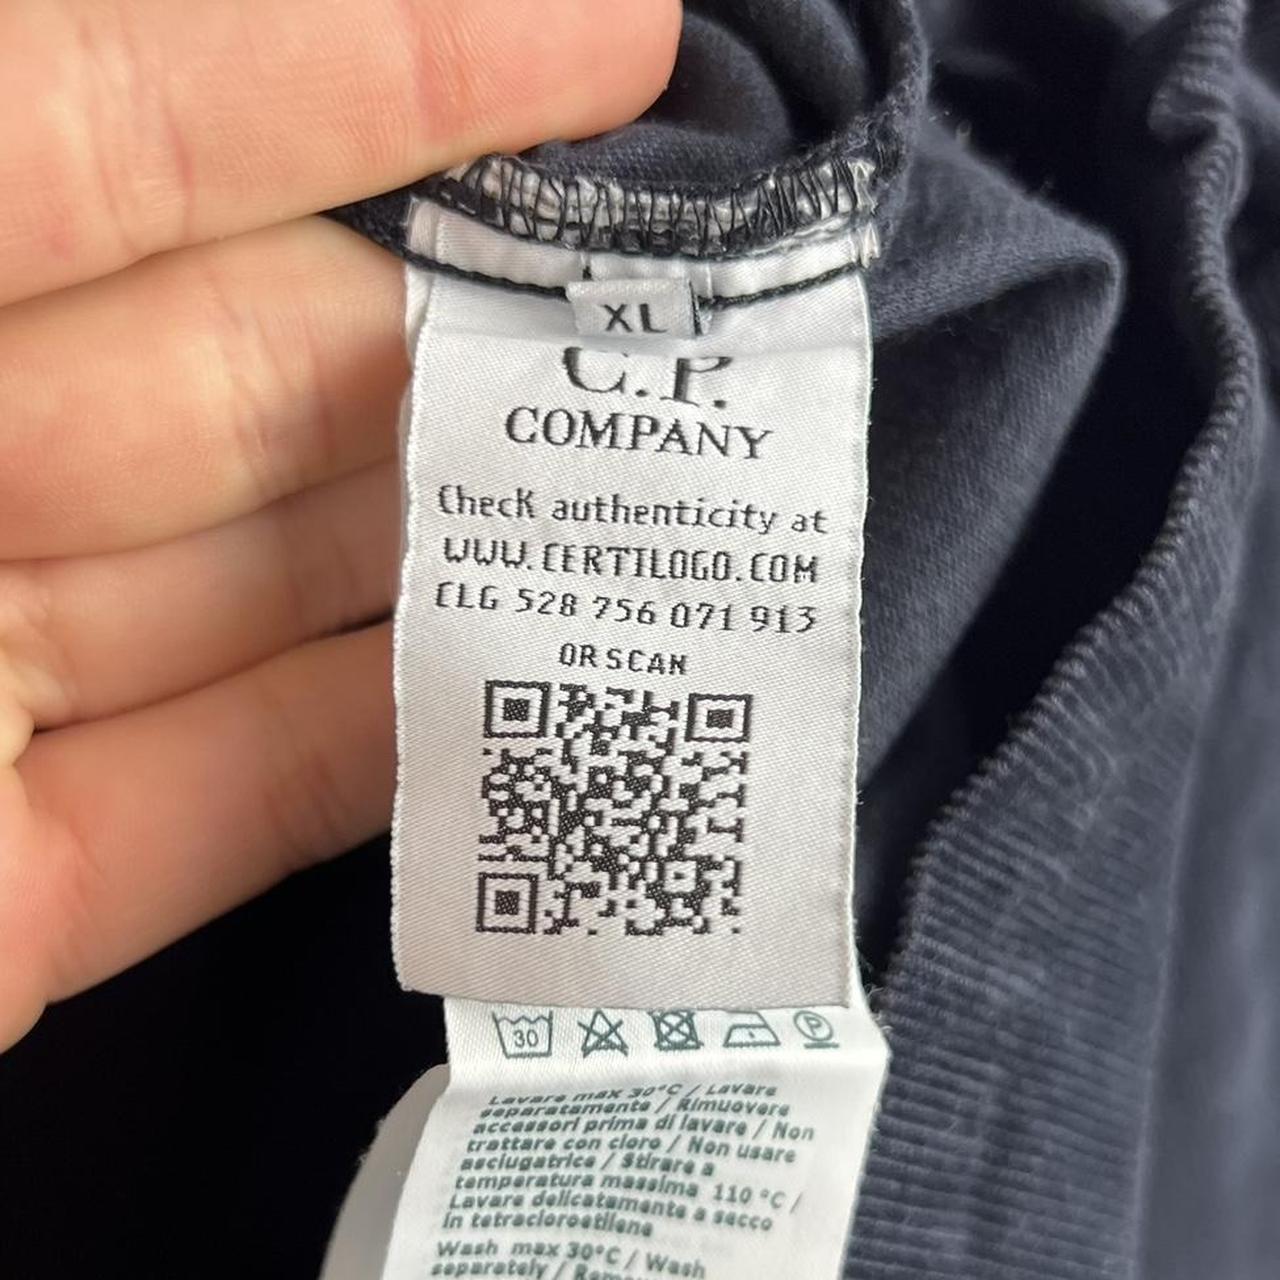 XL
C.P.
COMPANY
Check authenticity at
WWW.CERTILOGO.COM
CLG 528 756 071 913
OR SCAN
30
P
Lavare max 30°C / Lavare
separatamente / Rimuovere
accessori prima di lavare / Non
trattare con cloro / Non usare
asciugatrice / Stirare a
temperatura massima 110 °C /
Lavare delicatamente a secco
in tetracloroetilene
Wash max 30°C / Wash
separately / Remove